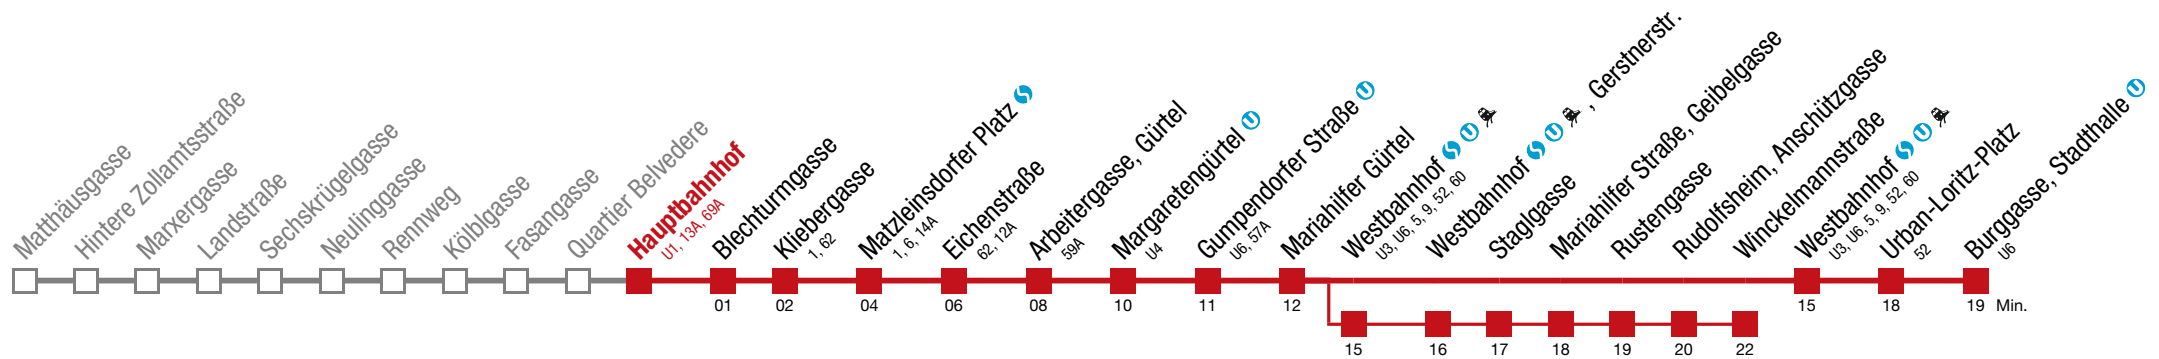 Matthäusgasse
Hintere Zollamtsstraße
Marxergasse
Landstraße
Sechskrügelgasse
Neulinggasse
Rennweg
Kölblgasse
Fasangasse
Quartier Belvedere
Hauptbahnhof
U1, 13A, 69A
Blechturmgasse
Kliebergasse
1, 62
Matzleinsdorfer Platz S
1, 6, 14A
Eichenstraße
62, 12A
Arbeitergasse, Gürtel
59A
Margaretengürtel U
U4
Gumpendorfer Straße U
U6, 57A
Mariahilfer Gürtel
Westbahnhof S U
U3, U6, 5, 9, 52, 60
Westbahnhof S U , Gerstnerstr.
Staglgasse
Mariahilfer Straße, Geibelgasse
Rustengasse
Rudolfsheim, Anschützgasse
Winckelmannstraße
Westbahnhof S U
U3, U6, 5, 9, 52, 60
Urban-Loritz-Platz
52
Burggasse, Stadthalle U
U6
01 02 04 06 08 10 11 12 15 18 19 Min.
15 16 17 18 19 20 22